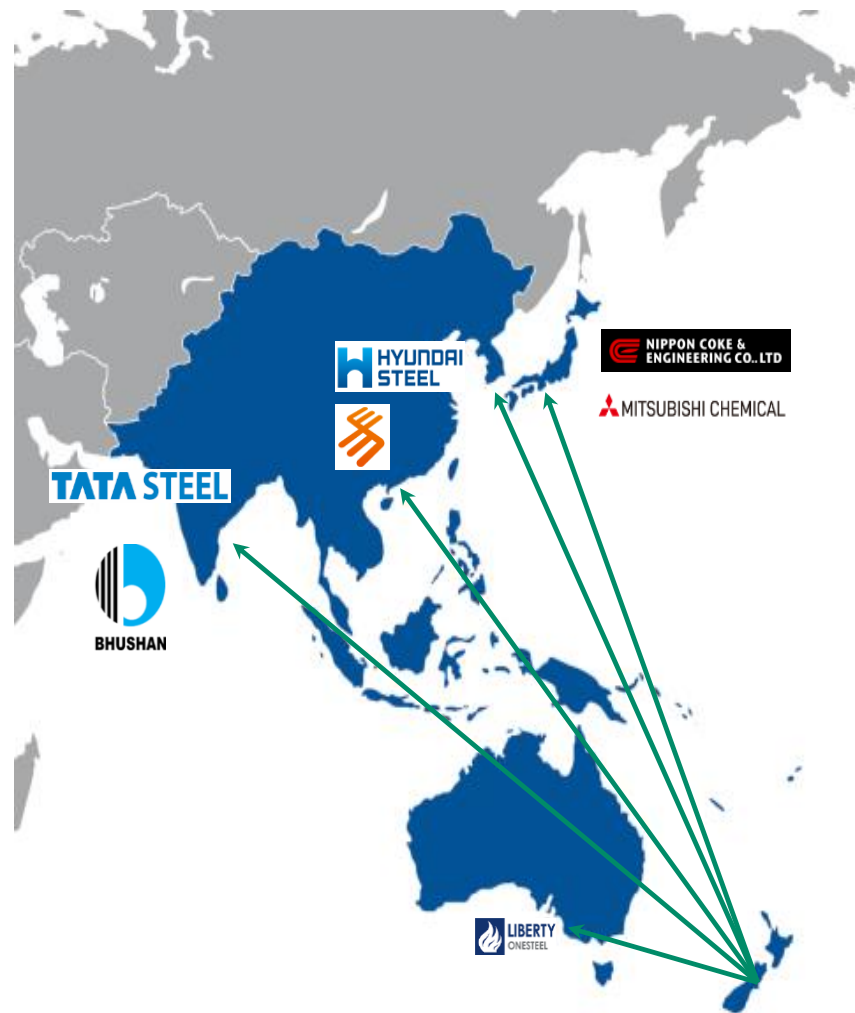 HYUNDAI
STEEL
NIPPON COKE &
ENGINEERING CO..LTD
MITSUBISHI CHEMICAL
TATA STEEL
BHUSHAN
LIBERTY
ONESTEEL